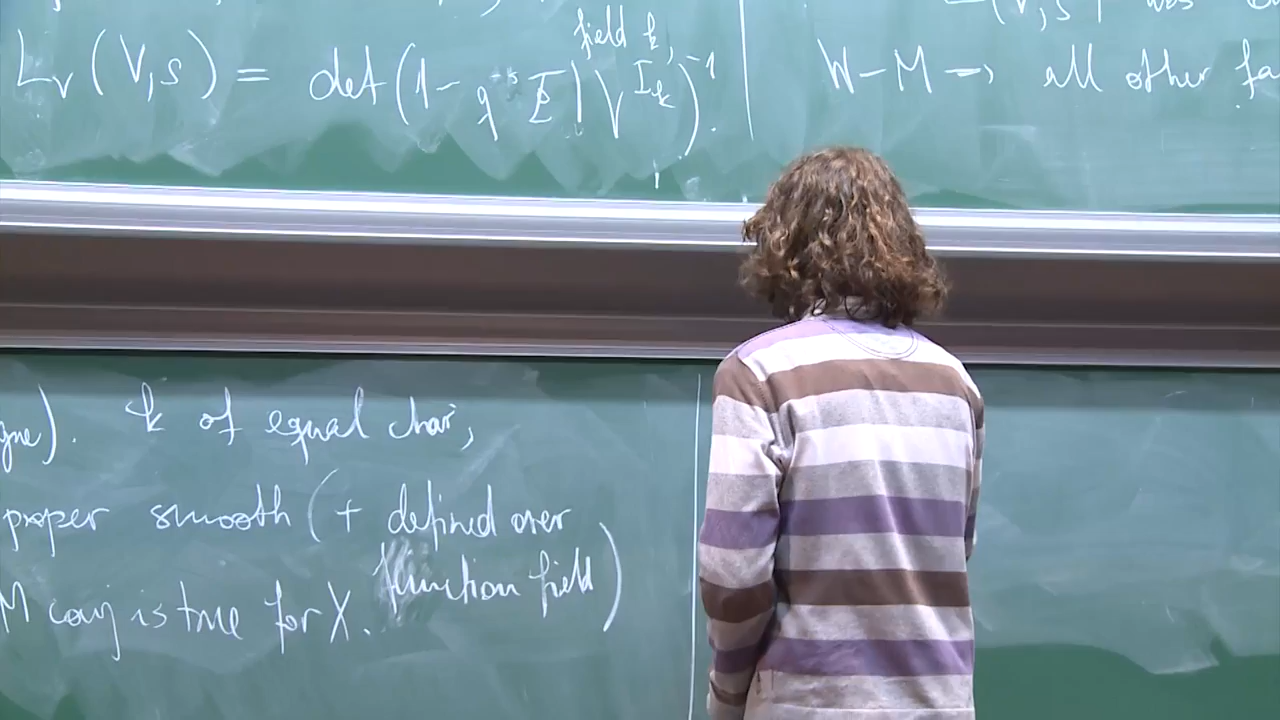 field k,
L_v(V,s) = det(1 - q^{-s} Φ | V^{I_k})^{-1}.
W-M → all other fa
gne). k of equal char,
proper smooth (+ defined over
function field)
M conj is true for X.